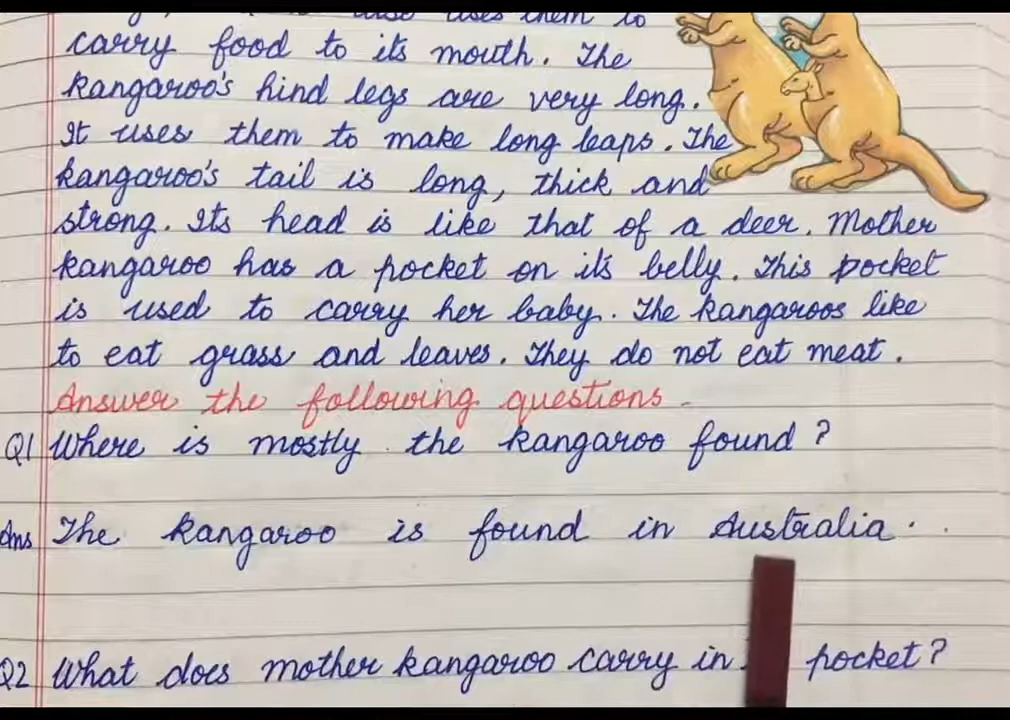 uses them to
carry food to its mouth. The
kangaroo's hind legs are very long.
It uses them to make long leaps. The
kangaroo's tail is long, thick and
strong. Its head is like that of a deer. Mother
kangaroo has a pocket on it's belly. This pocket
is used to carry her baby. The kangaroos like
to eat grass and leaves. They do not eat meat.
Answer the following questions.
Q1 Where is mostly the kangaroo found?
Ans The kangaroo is found in Australia.
Q2 What does mother kangaroo carry in pocket?